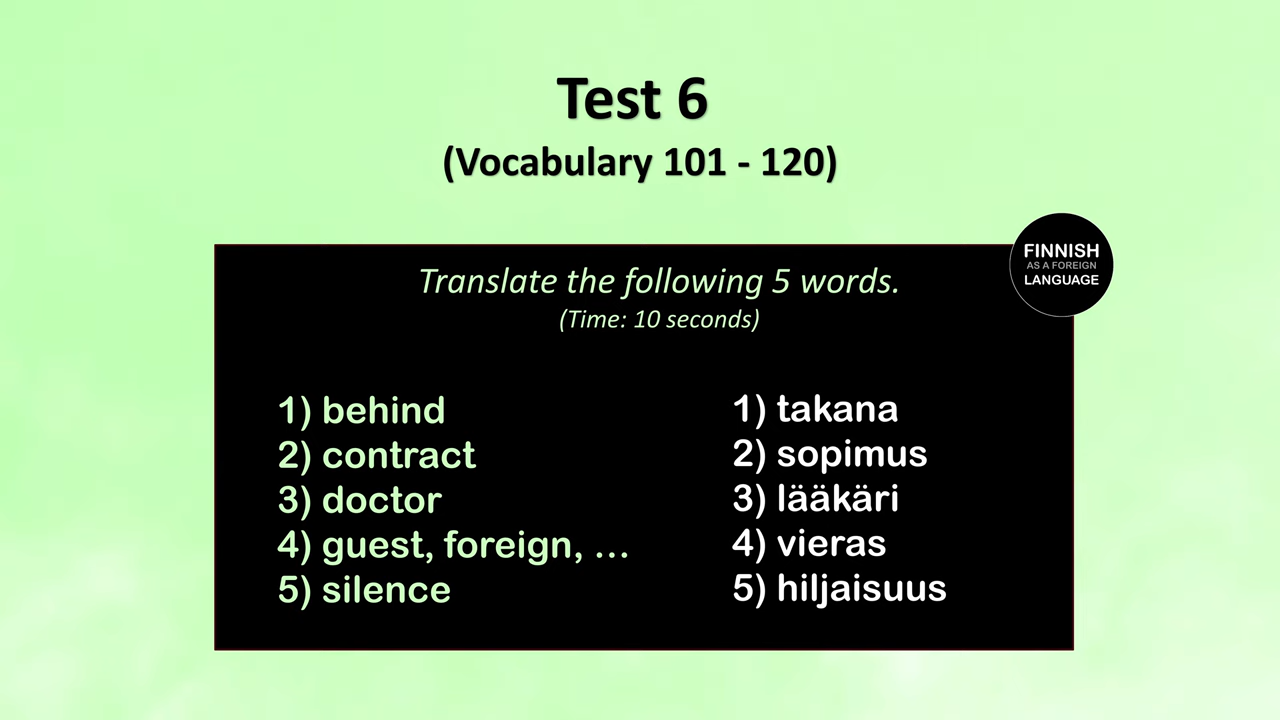 Test 6
(Vocabulary 101 - 120)
FINNISH
AS A FOREIGN
LANGUAGE
Translate the following 5 words.
(Time: 10 seconds)
1) behind
2) contract
3) doctor
4) guest, foreign, ...
5) silence
1) takana
2) sopimus
3) lääkäri
4) vieras
5) hiljaisuus